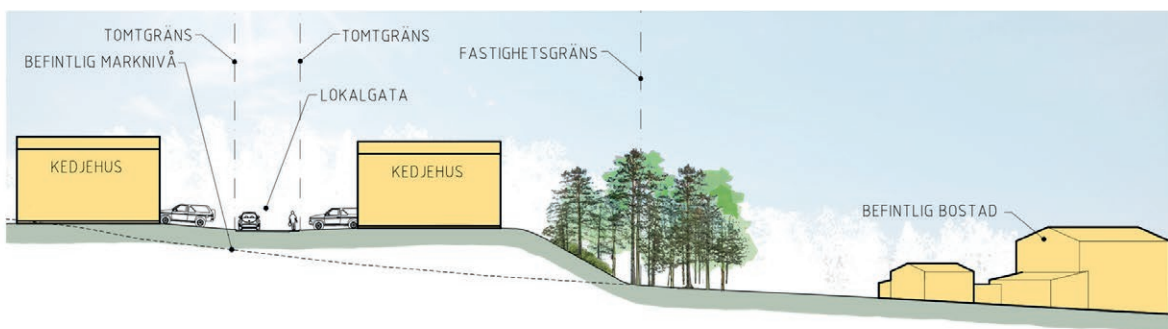 TOMTGRÄNS
TOMTGRÄNS
BEFINTLIG MARKNIVÅ
FASTIGHETSGRÄNS
LOKALGATA
KEDJEHUS
KEDJEHUS
BEFINTLIG BOSTAD